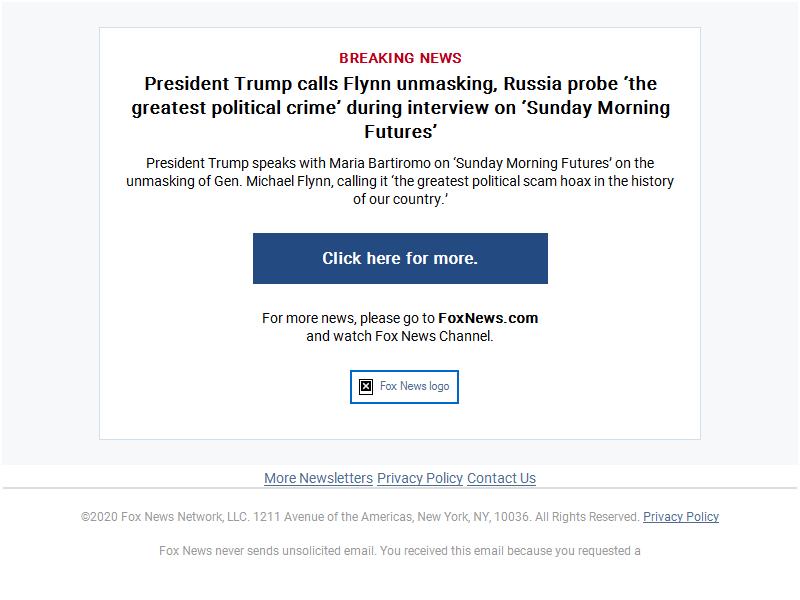 BREAKING NEWS
President Trump calls Flynn unmasking, Russia probe ‘the
greatest political crime’ during interview on ‘Sunday Morning
Futures’
President Trump speaks with Maria Bartiromo on ‘Sunday Morning Futures’ on the
unmasking of Gen. Michael Flynn, calling it ‘the greatest political scam hoax in the history
of our country.’
Click here for more.
For more news, please go to FoxNews.com
and watch Fox News Channel.
Fox News logo
More Newsletters Privacy Policy Contact Us
©2020 Fox News Network, LLC. 1211 Avenue of the Americas, New York, NY, 10036. All Rights Reserved. Privacy Policy
Fox News never sends unsolicited email. You received this email because you requested a